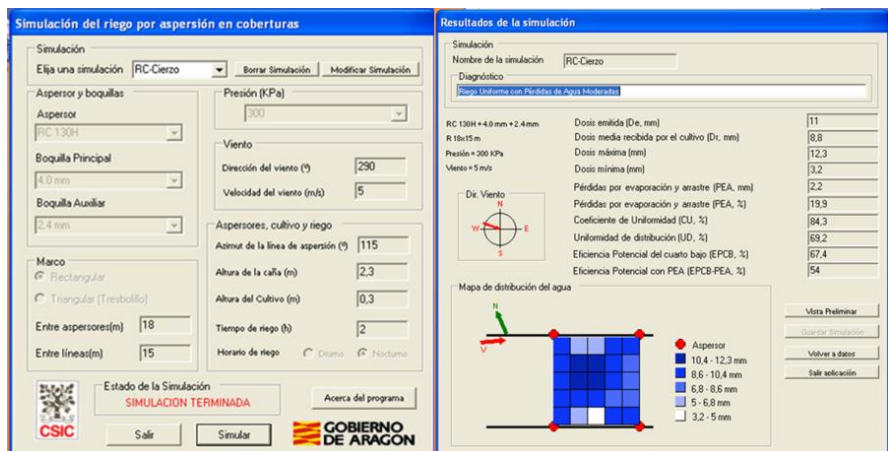 Simulación del riego por aspersión en coberturas
Simulación
Elija una simulación RC-Cierzo Borrar Simulación Modificar Simulación
Aspersor y boquillas
Aspersor
RC 130H
Boquilla Principal
4.0 mm
Boquilla Auxiliar
2.4 mm
Presión (KPa)
300
Viento
Dirección del viento (º) 290
Velocidad del viento (m/s) 5
Marco
Rectangular
Triangular (Tresbolillo)
Entre aspersores(m) 18
Entre líneas(m) 15
Aspersores, cultivo y riego
Azimut de la línea de aspersión (º) 115
Altura de la caña (m) 2,3
Altura del Cultivo (m) 0,3
Tiempo de riego (h) 2
Horario de riego Diurno Nocturno
CSIC
Estado de la Simulación
SIMULACION TERMINADA
Acerca del programa
Salir Simular
GOBIERNO
DE ARAGON
Resultados de la simulación
Simulación
Nombre de la simulación RC-Cierzo
Diagnóstico
Riego Uniforme con Pérdidas de Agua Moderadas
RC 130H + 4.0 mm + 2.4 mm
R 18x15 m
Presión = 300 KPa
Viento = 5 m/s
Dir. Viento
N
W E
S
Dosis emitida (De, mm) 11
Dosis media recibida por el cultivo (Dr, mm) 8,8
Dosis máxima (mm) 12,3
Dosis mínima (mm) 3,2
Pérdidas por evaporación y arrastre (PEA, mm) 2,2
Pérdidas por evaporación y arrastre (PEA, %) 19,9
Coeficiente de Uniformidad (CU, %) 84,3
Uniformidad de distribución (UD, %) 69,2
Eficiencia Potencial del cuarto bajo (EPCB, %) 67,4
Eficiencia Potencial con PEA (EPCB-PEA, %) 54
Mapa de distribución del agua
N
V
Aspersor
10,4 - 12,3 mm
8,6 - 10,4 mm
6,8 - 8,6 mm
5 - 6,8 mm
3,2 - 5 mm
Vista Preliminar
Guardar Simulación
Volver a datos
Salir aplicación